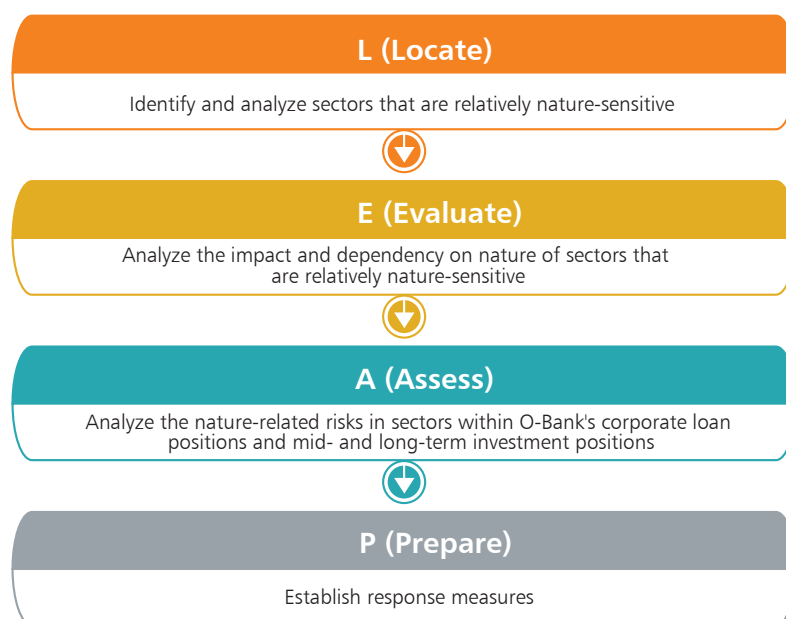 L (Locate)
Identify and analyze sectors that are relatively nature-sensitive
E (Evaluate)
Analyze the impact and dependency on nature of sectors that
are relatively nature-sensitive
A (Assess)
Analyze the nature-related risks in sectors within O-Bank's corporate loan
positions and mid- and long-term investment positions
P (Prepare)
Establish response measures